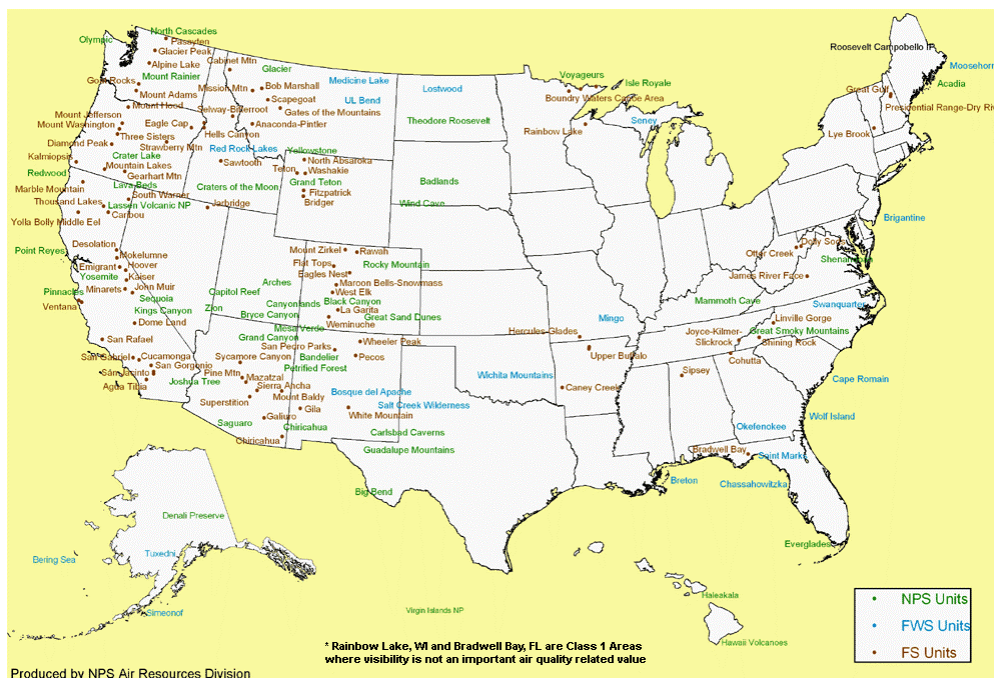 North Cascades
Olympic
Pasayten
Glacier Peak
Alpine Lake
Cabinet Mtn
Glacier
Goat Rocks
Mount Rainier
Mission Mtn
Bob Marshall
Medicine Lake
Lostwood
Mount Adams
Scapegoat
UL Bend
Mount Hood
Selway-Bitterroot
Gates of the Mountains
Mount Jefferson
Mount Washington
Eagle Cap
Anaconda-Pintler
Theodore Roosevelt
Three Sisters
Hells Canyon
Diamond Peak
Strawberry Mtn
Red Rock Lakes
Yellowstone
Kalmiopsis
Crater Lake
Sawtooth
North Absaroka
Mountain Lakes
Teton
Washakie
Redwood
Gearhart Mtn
Grand Teton
Badlands
Marble Mountain
Lava Beds
Craters of the Moon
Fitzpatrick
South Warner
Bridger
Thousand Lakes
Lassen Volcanic NP
Jarbridge
Wind Cave
Caribou
Yolla Bolly Middle Eel
Desolation
Mokelumne
Point Reyes
Emigrant
Hoover
Yosemite
Kaiser
Pinnacles
Minarets
John Muir
Ventana
Sequoia
Kings Canyon
Dome Land
San Rafael
San Gabriel
Cucamonga
San Gorgonio
San Jacinto
Agua Tibia
Joshua Tree
Mount Zirkel
Rawah
Flat Tops
Rocky Mountain
Eagles Nest
Arches
Maroon Bells-Snowmass
Capitol Reef
West Elk
Canyonlands
Black Canyon
Zion
La Garita
Bryce Canyon
Great Sand Dunes
Weminuche
Mesa Verde
Grand Canyon
Wheeler Peak
San Pedro Parks
Sycamore Canyon
Bandelier
Pecos
Petrified Forest
Pine Mtn
Mazatzal
Sierra Ancha
Mount Baldy
Bosque del Apache
Superstition
Gila
Salt Creek Wilderness
Galiuro
White Mountain
Saguaro
Chiricahua
Chiricahua
Carlsbad Caverns
Guadalupe Mountains
Big Bend
Wichita Mountains
Voyageurs
Isle Royale
Boundry Waters Canoe Area
Rainbow Lake
Seney
Roosevelt Campobello IP
Moosehorn
Acadia
Great Gulf
Presidential Range-Dry Riv
Lye Brook
Brigantine
Dolly Sods
Otter Creek
Shenandoah
James River Face
Mammoth Cave
Swanquarter
Mingo
Linville Gorge
Hercules-Glades
Joyce-Kilmer-
Slickrock
Great Smoky Mountains
Shining Rock
Upper Buffalo
Cohutta
Caney Creek
Sipsey
Cape Romain
Wolf Island
Okefenokee
Bradwell Bay
Saint Marks
Breton
Chassahowitzka
Everglades
Denali Preserve
Bering Sea
Tuxedni
Simeonof
Virgin Islands NP
Haleakala
Hawaii Volcanoes
NPS Units
FWS Units
FS Units
* Rainbow Lake, WI and Bradwell Bay, FL are Class 1 Areas
where visibility is not an important air quality related value
Produced by NPS Air Resources Division